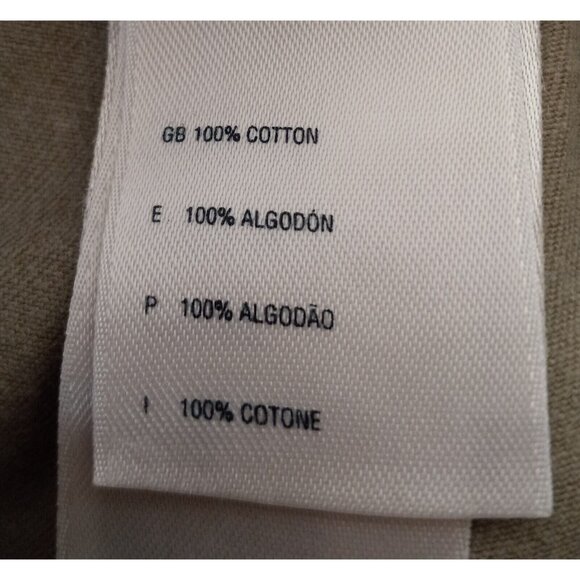 GB 100% COTTON
E 100% ALGODÓN
P 100% ALGODÃO
I 100% COTONE